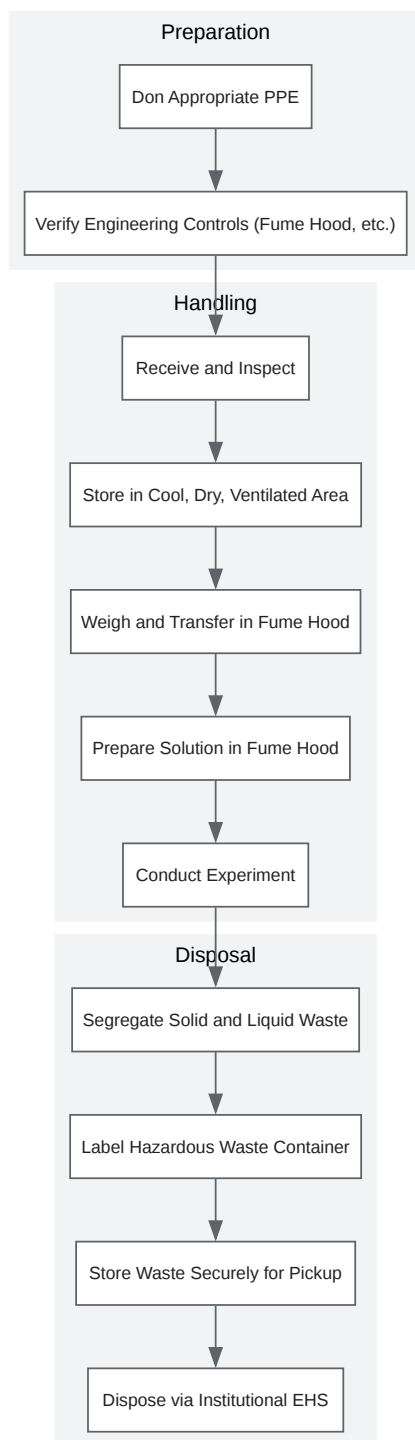 Preparation
Don Appropriate PPE
Verify Engineering Controls (Fume Hood, etc.)
Handling
Receive and Inspect
Store in Cool, Dry, Ventilated Area
Weigh and Transfer in Fume Hood
Prepare Solution in Fume Hood
Conduct Experiment
Disposal
Segregate Solid and Liquid Waste
Label Hazardous Waste Container
Store Waste Securely for Pickup
Dispose via Institutional EHS